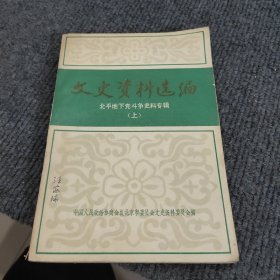 文史资料选编
北平地下党斗争史料专辑
（上）
中国人民政治协商会议北京市委员会文史资料委员会编